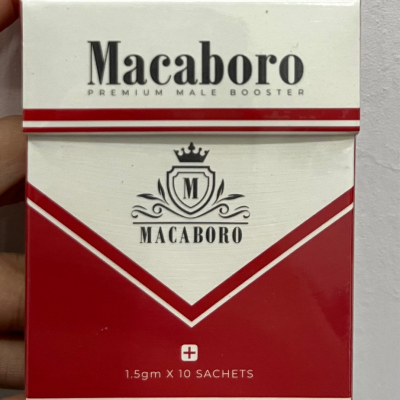 Macaboro
PREMIUM MALE BOOSTER
M
MACABORO
1.5gm X 10 SACHETS